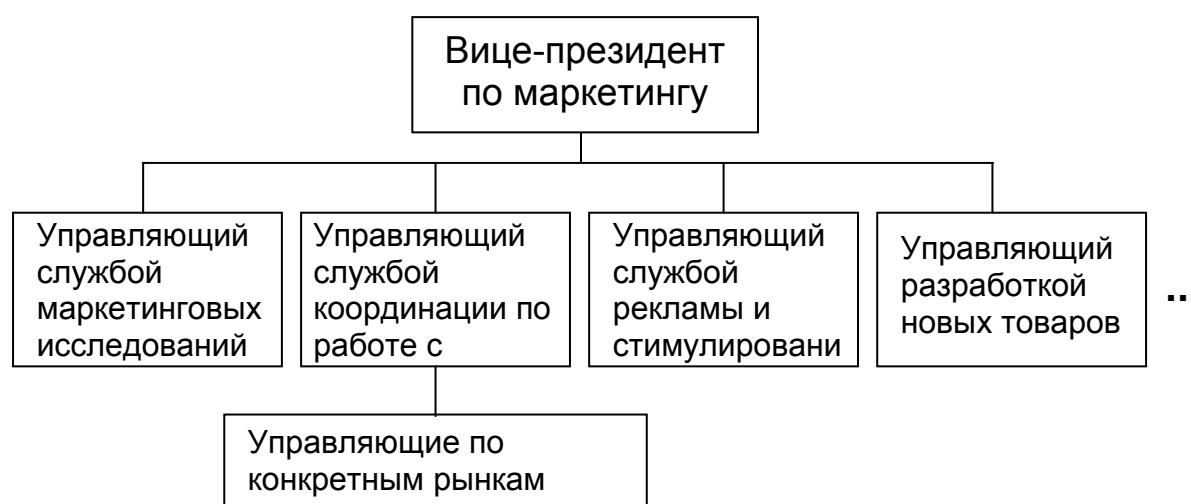 Вице-президент
по маркетингу
Управляющий
службой
маркетинговых
исследований
Управляющий
службой
координации по
работе с
Управляющий
службой
рекламы и
стимулировани
Управляющий
разработкой
новых товаров
..
Управляющие по
конкретным рынкам